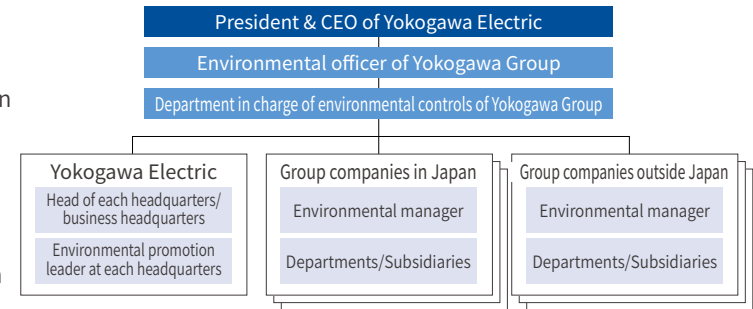 President & CEO of Yokogawa Electric
Environmental officer of Yokogawa Group
Department in charge of environmental controls of Yokogawa Group
Yokogawa Electric
Head of each headquarters/
business headquarters
Environmental promotion
leader at each headquarters
Group companies in Japan
Environmental manager
Departments/Subsidiaries
Group companies outside Japan
Environmental manager
Departments/Subsidiaries